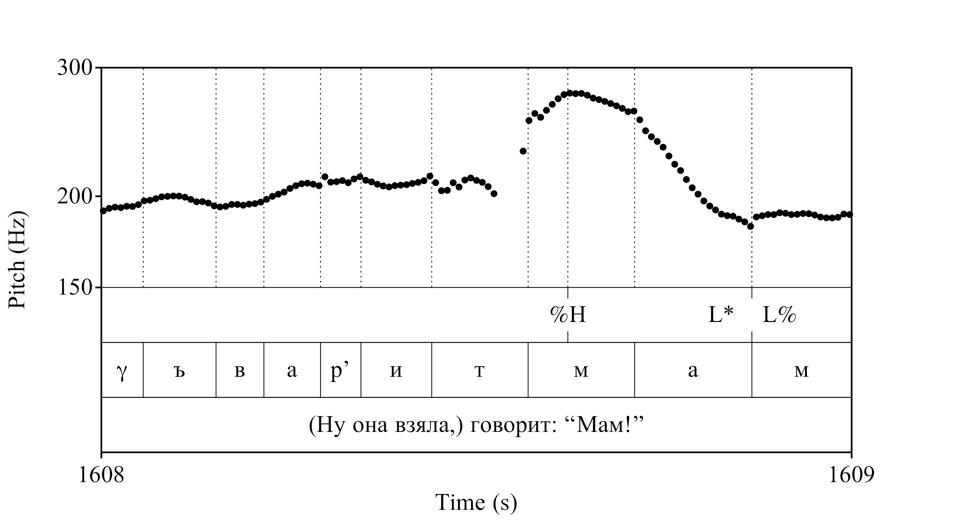 300
200
150
Pitch (Hz)
%H L* L%
γ ъ в а р’ и т м а м
(Ну она взяла,) говорит: “Мам!”
1608 1609
Time (s)